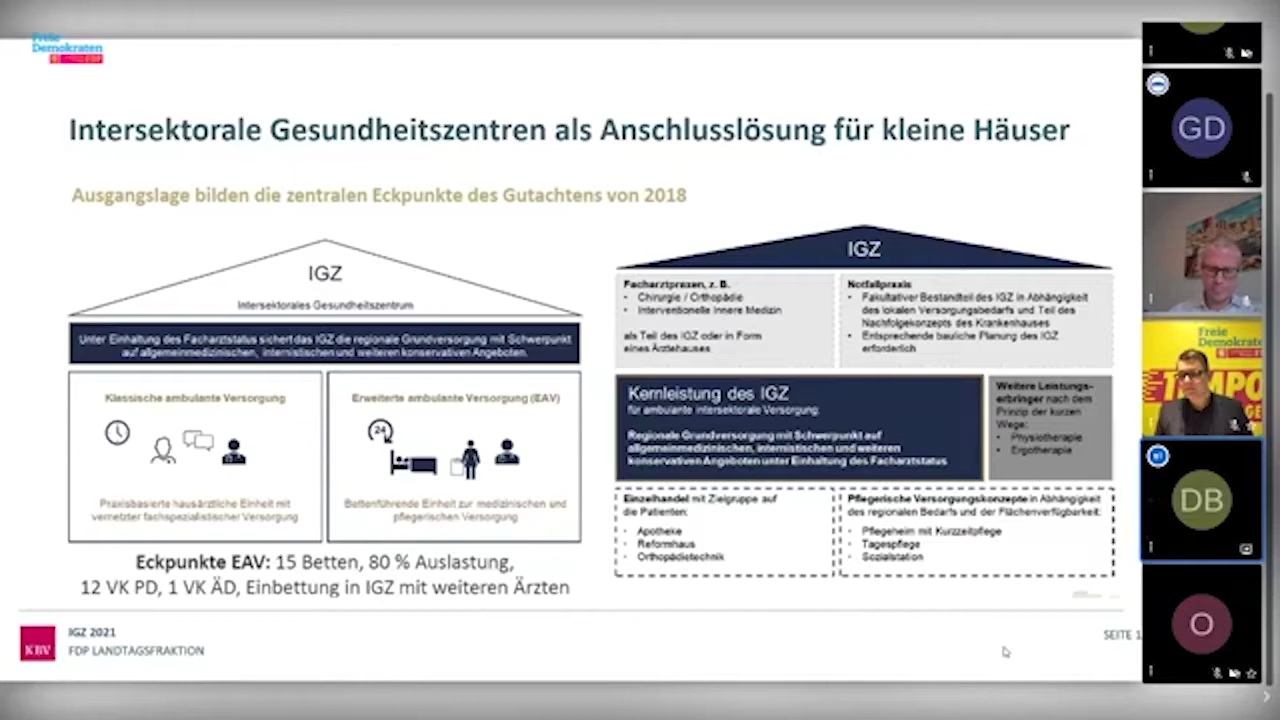 Freie
Demokraten
FDP
Intersektorale Gesundheitszentren als Anschlusslösung für kleine Häuser
Ausgangslage bilden die zentralen Eckpunkte des Gutachtens von 2018
IGZ
Intersektorales Gesundheitszentrum
Unter Einhaltung des Facharztstatus sichert das IGZ die regionale Grundversorgung mit Schwerpunkt
auf allgemeinmedizinischen, internistischen und weiteren konservativen Angeboten.
Klassische ambulante Versorgung
Praxisbasierte hausärztliche Einheit mit
vernetzter fachspezialistischer Versorgung
Erweiterte ambulante Versorgung (EAV)
24
Bettenführende Einheit zur medizinischen und
pflegerischen Versorgung
Eckpunkte EAV: 15 Betten, 80 % Auslastung,
12 VK PD, 1 VK ÄD, Einbettung in IGZ mit weiteren Ärzten
IGZ
Facharztpraxen, z. B.
• Chirurgie / Orthopädie
• Interventionelle Innere Medizin
als Teil des IGZ oder in Form
eines Ärztehauses
Notfallpraxis
• Fakultativer Bestandteil des IGZ in Abhängigkeit
des lokalen Versorgungsbedarfs und Teil des
Nachfolgekonzepts des Krankenhauses
• Entsprechende bauliche Planung des IGZ
erforderlich
Kernleistung des IGZ
für ambulante intersektorale Versorgung:
Regionale Grundversorgung mit Schwerpunkt auf
allgemeinmedizinischen, internistischen und weiteren
konservativen Angeboten unter Einhaltung des Facharztstatus
Weitere Leistungs-
erbringer nach dem
Prinzip der kurzen
Wege:
• Physiotherapie
• Ergotherapie
Einzelhandel mit Zielgruppe auf
die Patienten:
• Apotheke
• Reformhaus
• Orthopädietechnik
Pflegerische Versorgungskonzepte in Abhängigkeit
des regionalen Bedarfs und der Flächenverfügbarkeit:
• Pflegeheim mit Kurzzeitpflege
• Tagespflege
• Sozialstation
KBV
IGZ 2021
FDP LANDTAGSFRAKTION
SEITE 1
GD
Freie
Demokrate
TEMPO
DB
O